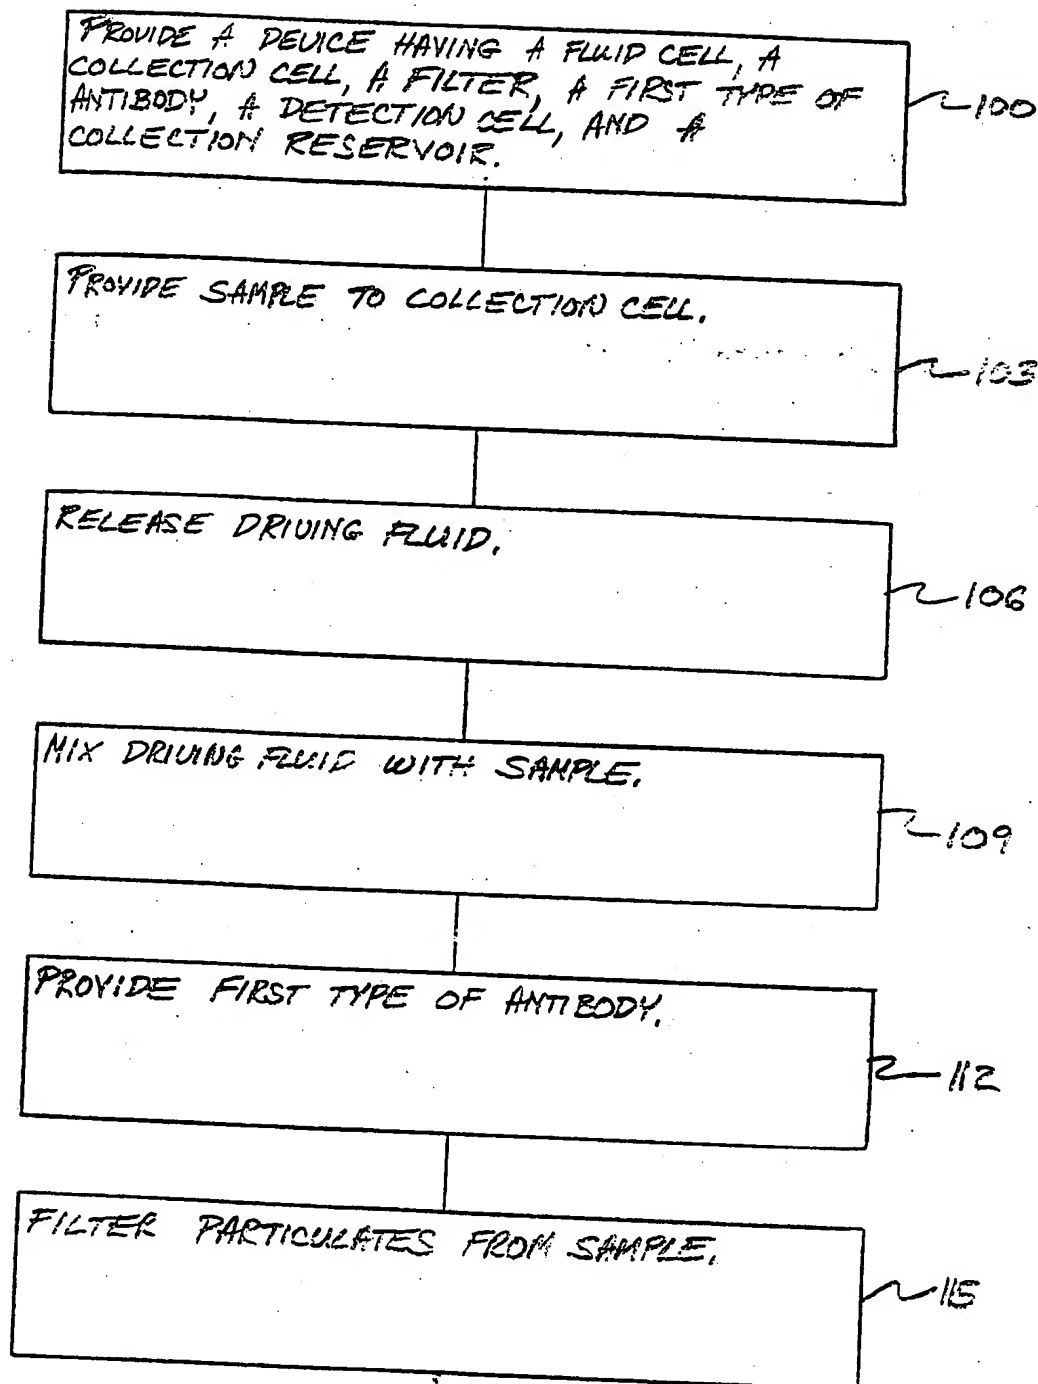 PROVIDE A DEVICE HAVING A FLUID CELL, A
COLLECTION CELL, A FILTER, A FIRST TYPE OF
ANTIBODY, A DETECTION CELL, AND A
COLLECTION RESERVOIR.
100
PROVIDE SAMPLE TO COLLECTION CELL.
103
RELEASE DRIVING FLUID.
106
MIX DRIVING FLUID WITH SAMPLE.
109
PROVIDE FIRST TYPE OF ANTIBODY.
112
FILTER PARTICULATES FROM SAMPLE.
115